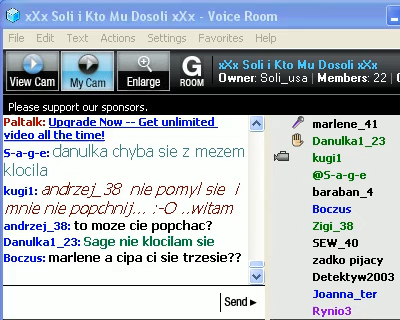 xXx Soli i Kto Mu Dosoli xXx - Voice Room
File Edit Text Actions Settings Favorites Help
View Cam
My Cam
Enlarge
G
ROOM
xXx Soli i Kto Mu Dosoli xXx
Owner: Soli_usa | Members: 22 |
Please support our sponsors.
Paltalk: Upgrade Now -- Get unlimited
video all the time!
S-a-g-e: danulka chyba sie z mezem
klocila
kugi1: andrzej_38 nie pomyl sie i
mnie nie popchnij... :-O ..witam
andrzej_38: to moze cie popchac?
Danulka1_23: Sage nie klocilam sie
Boczus: marlene a cipa ci sie trzesie??
Send
marlene_41
Danulka1_23
kugi1
@S-a-g-e
baraban_4
Boczus
Zigi_38
SEW_40
zadko pijacy
Detektyw2003
Joanna_ter
Rynio3